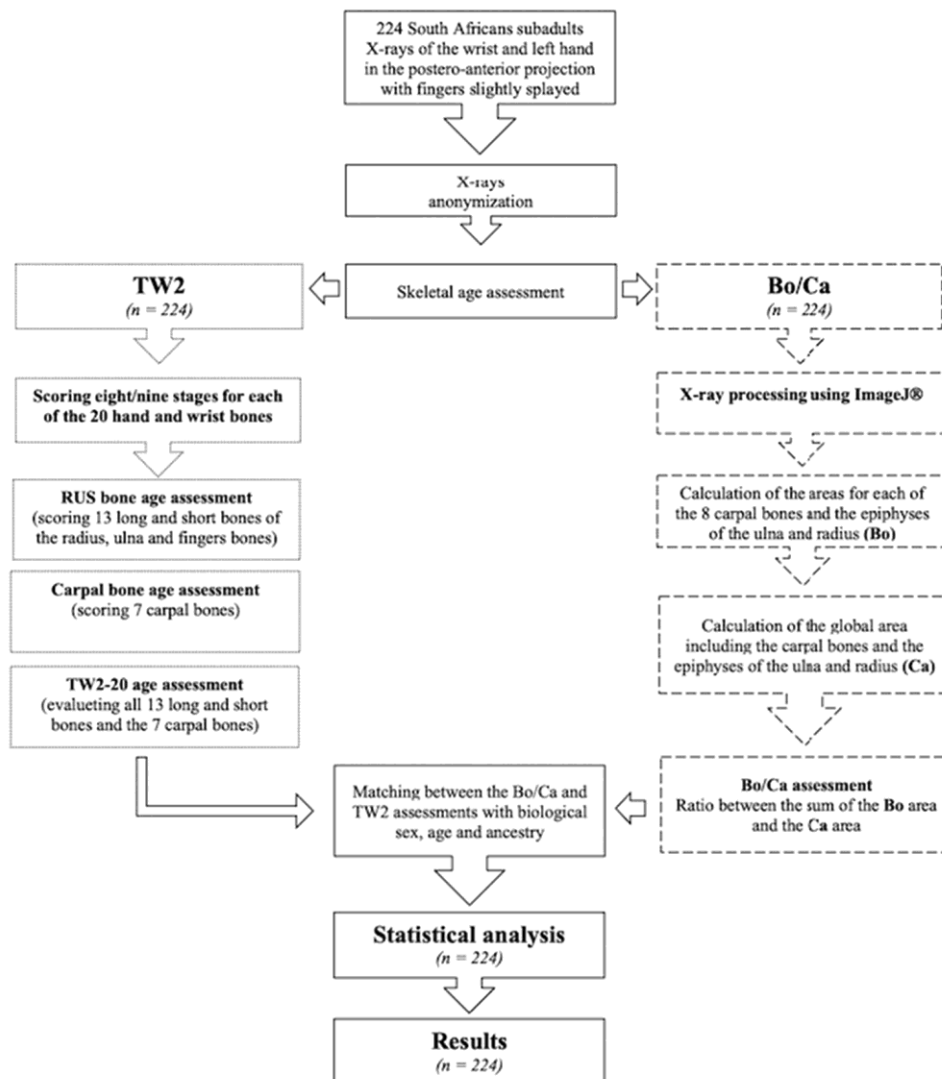 224 South Africans subadults
X-rays of the wrist and left hand
in the postero-anterior projection
with fingers slightly splayed
X-rays
anonymization
Skeletal age assessment
TW2
(n = 224)
Scoring eight/nine stages for each
of the 20 hand and wrist bones
RUS bone age assessment
(scoring 13 long and short bones of
the radius, ulna and fingers bones)
Carpal bone age assessment
(scoring 7 carpal bones)
TW2-20 age assessment
(evalueting all 13 long and short
bones and the 7 carpal bones)
Bo/Ca
(n = 224)
X-ray processing using ImageJ®
Calculation of the areas for each of
the 8 carpal bones and the epiphyses
of the ulna and radius (Bo)
Calculation of the global area
including the carpal bones and the
epiphyses of the ulna and radius (Ca)
Bo/Ca assessment
Ratio between the sum of the Bo area
and the Ca area
Matching between the Bo/Ca and
TW2 assessments with biological
sex, age and ancestry
Statistical analysis
(n = 224)
Results
(n = 224)